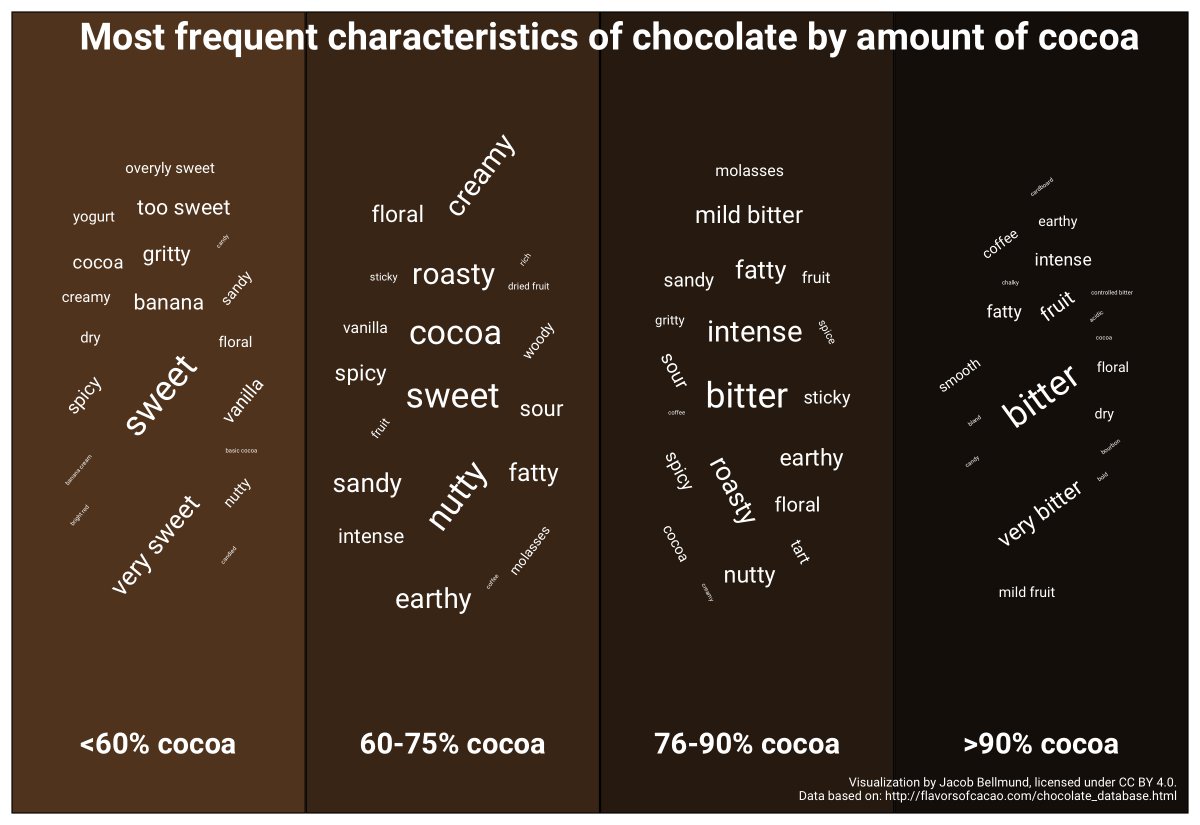 Most frequent characteristics of chocolate by amount of cocoa
overyly sweet
yogurt
too sweet
cocoa
gritty
candy
creamy
banana
sandy
dry
floral
spicy
sweet
vanilla
basic cocoa
banana cream
nutty
bright red
very sweet
candied
<60% cocoa
creamy
floral
rich
sticky
roasty
dried fruit
vanilla
cocoa
woody
spicy
sweet
sour
fruit
sandy
nutty
fatty
intense
molasses
coffee
earthy
60-75% cocoa
molasses
mild bitter
sandy
fatty
fruit
gritty
intense
spice
sour
bitter
sticky
coffee
spicy
roasty
earthy
floral
cocoa
tart
nutty
creamy
76-90% cocoa
cardboard
coffee
earthy
intense
chalky
controlled bitter
fatty
fruit
acidic
cocoa
smooth
floral
bitter
bland
dry
candy
bourbon
bold
very bitter
mild fruit
>90% cocoa
Visualization by Jacob Bellmund, licensed under CC BY 4.0.
Data based on: http://flavorsofcacao.com/chocolate_database.html